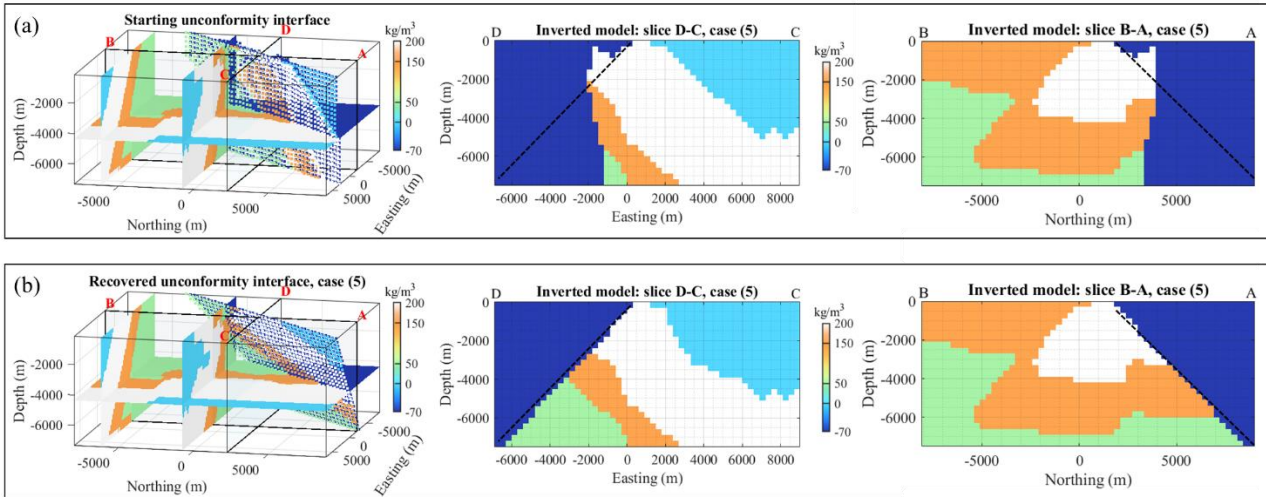 (a)
Starting unconformity interface
kg/m³
200
150
100
50
0
-70
D
B
A
C
-2000
-4000
-6000
Depth (m)
-5000
0
5000
Northing (m)
-5000
0
5000
Easting (m)
Inverted model: slice D-C, case (5)
D
C
0
-2000
-4000
-6000
Depth (m)
-6000 -4000 -2000 0 2000 4000 6000 8000
Easting (m)
kg/m³
200
150
100
50
0
-70
Inverted model: slice B-A, case (5)
B
A
0
-2000
-4000
-6000
Depth (m)
-5000 0 5000
Northing (m)
(b)
Recovered unconformity interface, case (5)
kg/m³
200
150
100
50
0
-70
D
B
A
C
-2000
-4000
-6000
Depth (m)
-5000
0
5000
Northing (m)
-5000
0
5000
Easting (m)
Inverted model: slice D-C, case (5)
D
C
0
-2000
-4000
-6000
Depth (m)
-6000 -4000 -2000 0 2000 4000 6000 8000
Easting (m)
kg/m³
200
150
100
50
0
-70
Inverted model: slice B-A, case (5)
B
A
0
-2000
-4000
-6000
Depth (m)
-5000 0 5000
Northing (m)